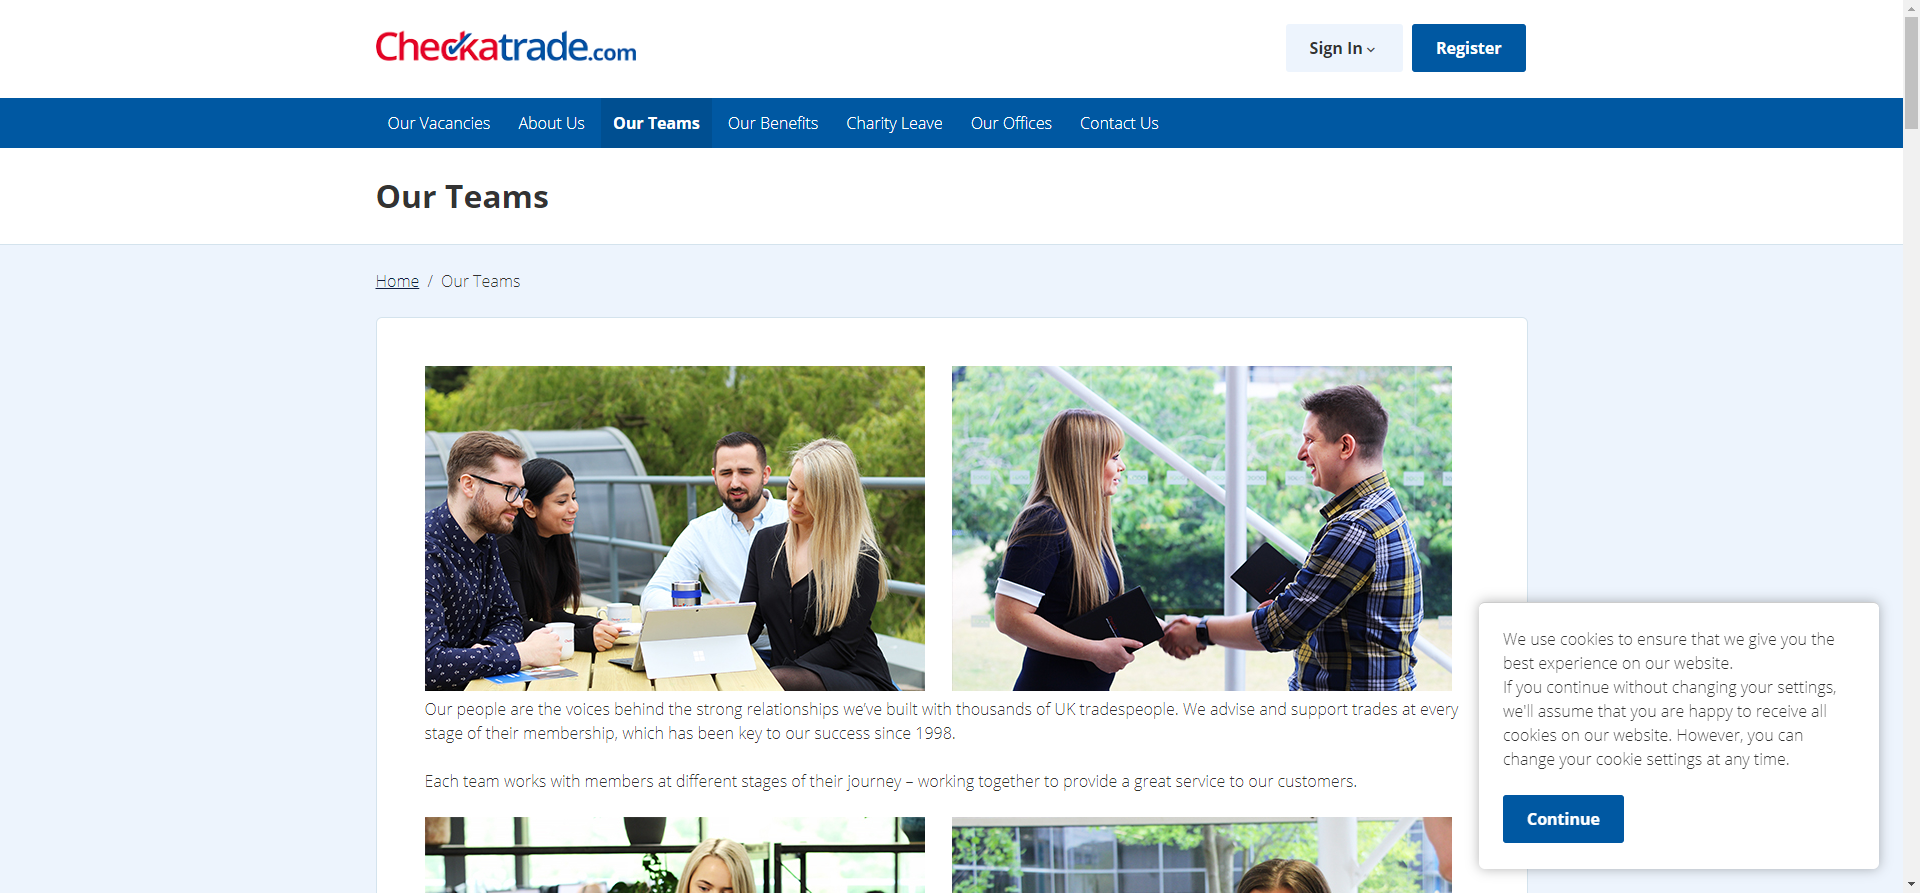 Checkatrade.com
Sign In
Register
Our Vacancies
About Us
Our Teams
Our Benefits
Charity Leave
Our Offices
Contact Us
Our Teams
Home / Our Teams
Our people are the voices behind the strong relationships we’ve built with thousands of UK tradespeople. We advise and support trades at every
stage of their membership, which has been key to our success since 1998.
Each team works with members at different stages of their journey – working together to provide a great service to our customers.
We use cookies to ensure that we give you the
best experience on our website.
If you continue without changing your settings,
we'll assume that you are happy to receive all
cookies on our website. However, you can
change your cookie settings at any time.
Continue